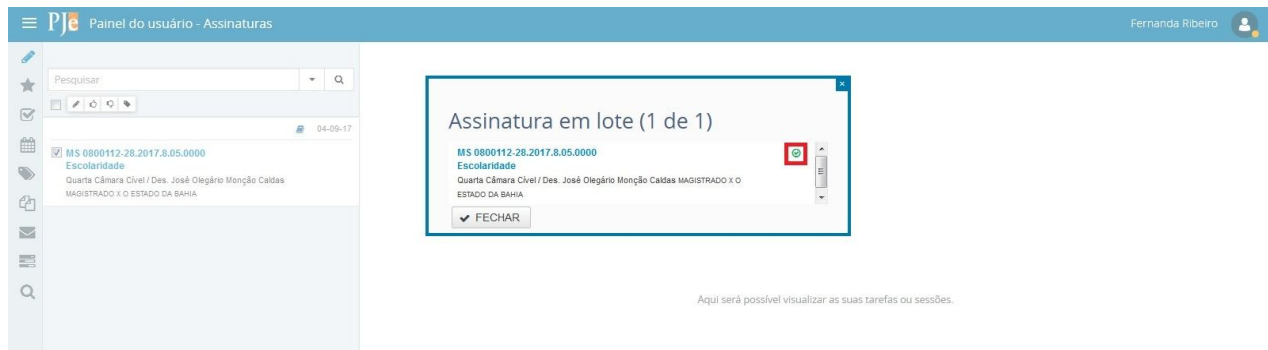 PJe Painel do usuário - Assinaturas
Fernanda Ribeiro
Pesquisar
04-09-17
MS 0800112-28.2017.8.05.0000
Escolaridade
Quarta Câmara Cível / Des. José Olegário Monção Caldas
MAGISTRADO X O ESTADO DA BAHIA
Assinatura em lote (1 de 1)
MS 0800112-28.2017.8.05.0000
Escolaridade
Quarta Câmara Cível / Des. José Olegário Monção Caldas MAGISTRADO X O
ESTADO DA BAHIA
FECHAR
Aqui será possível visualizar as suas tarefas ou sessões.